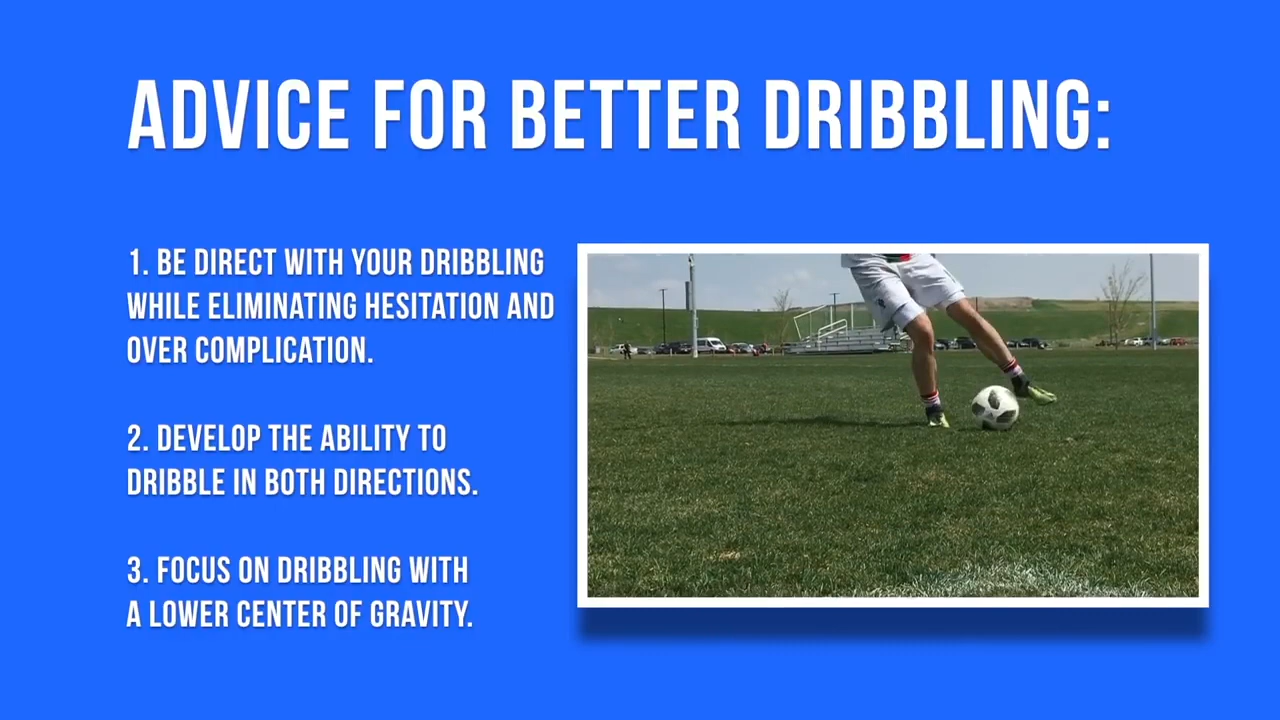 ADVICE FOR BETTER DRIBBLING:
1. BE DIRECT WITH YOUR DRIBBLING
WHILE ELIMINATING HESITATION AND
OVER COMPLICATION.
2. DEVELOP THE ABILITY TO
DRIBBLE IN BOTH DIRECTIONS.
3. FOCUS ON DRIBBLING WITH
A LOWER CENTER OF GRAVITY.